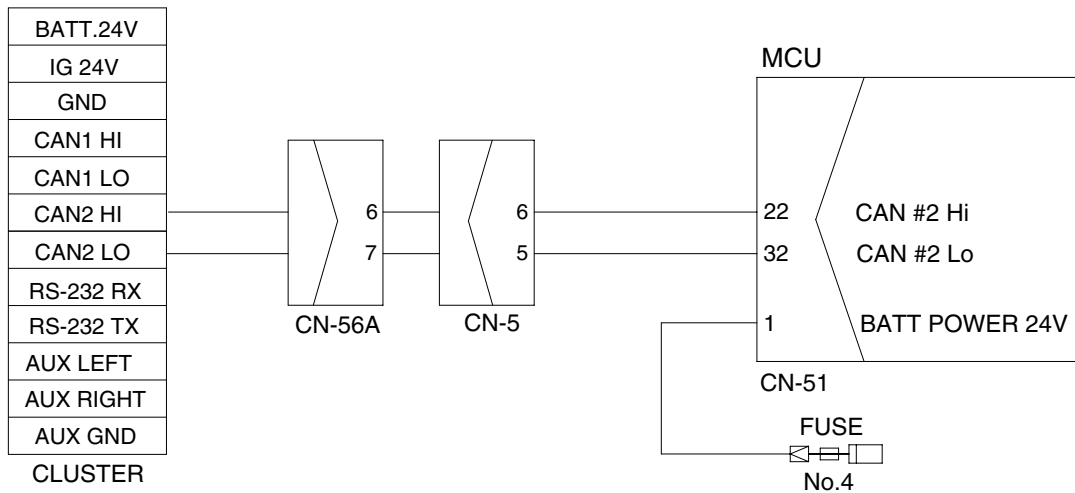 BATT.24V
IG 24V
GND
CAN1 HI
CAN1 LO
CAN2 HI
CAN2 LO
RS-232 RX
RS-232 TX
AUX LEFT
AUX RIGHT
AUX GND
CLUSTER
6
7
CN-56A
6
5
CN-5
MCU
22 CAN #2 Hi
32 CAN #2 Lo
1 BATT POWER 24V
CN-51
FUSE
No.4